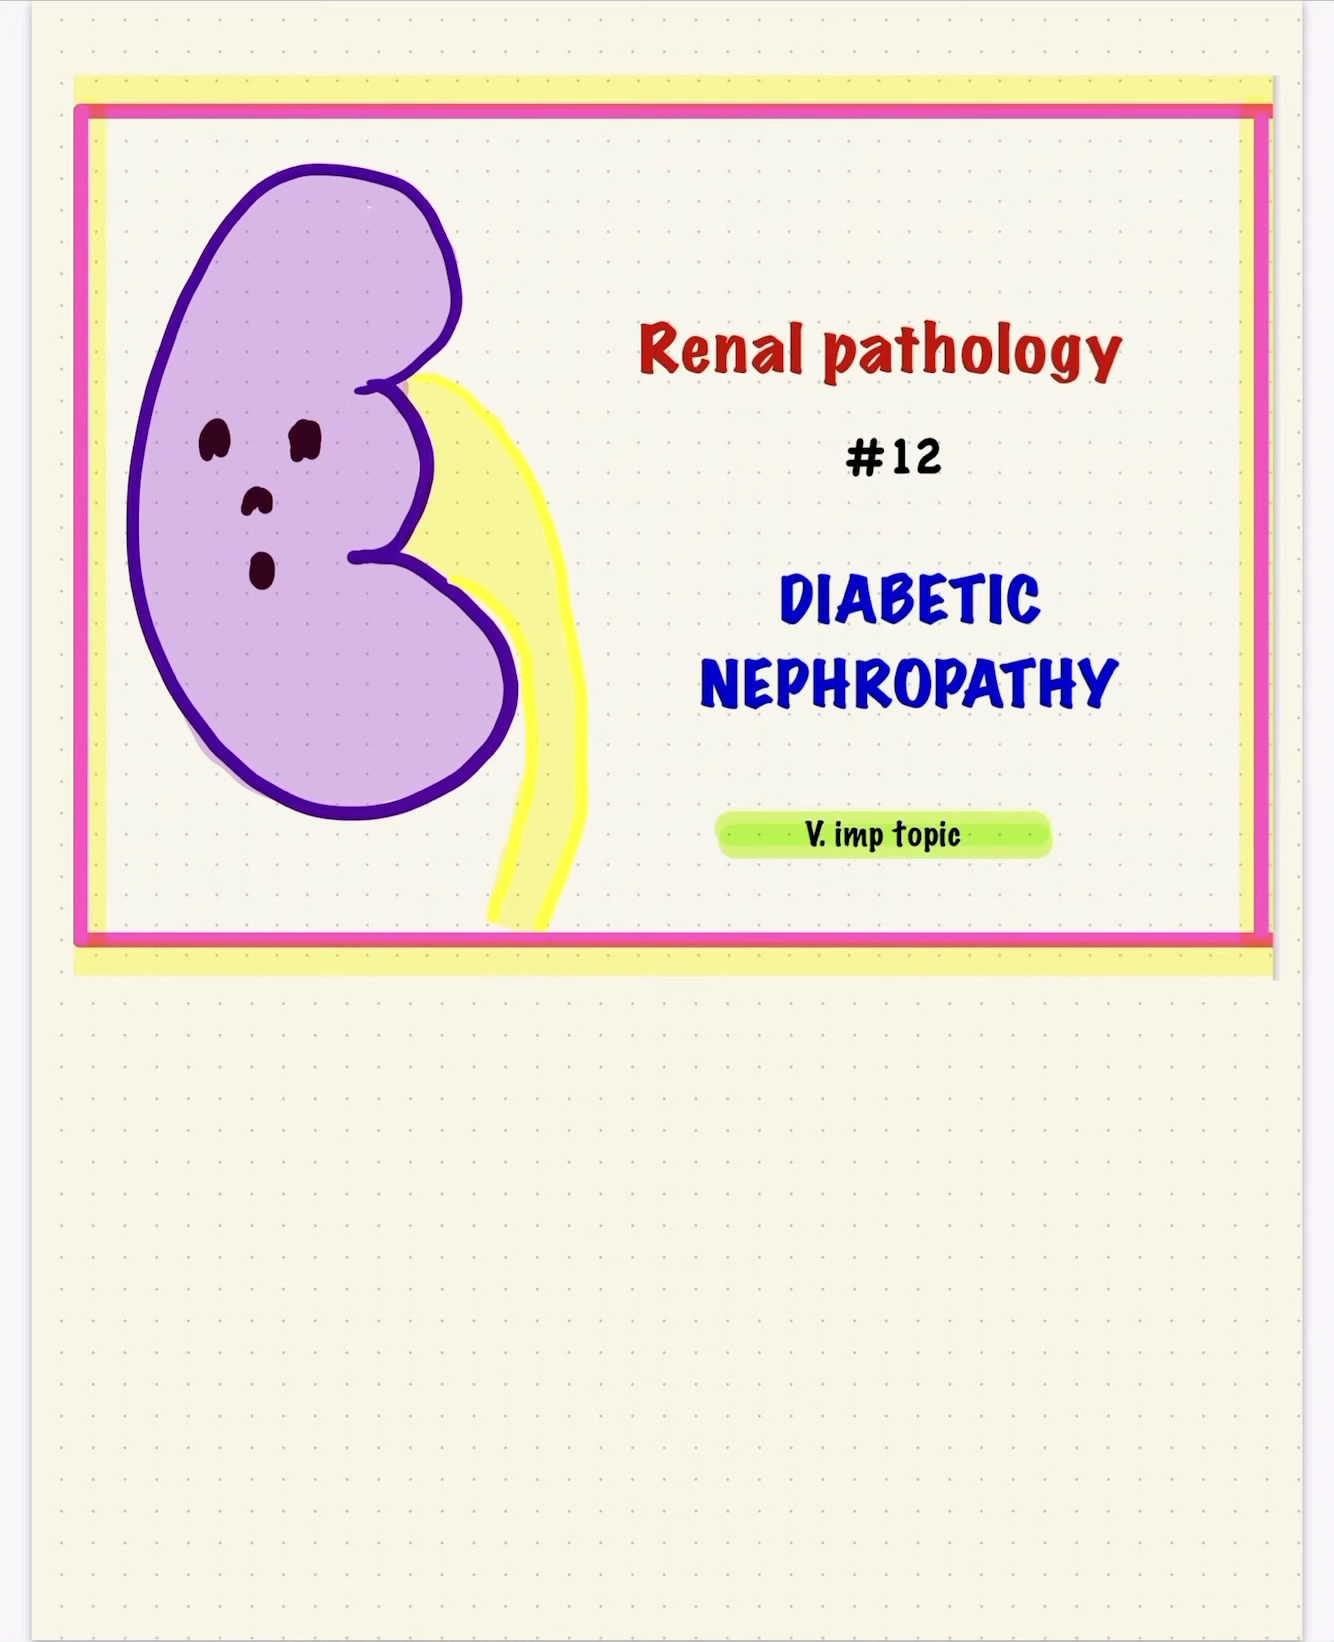 Renal pathology
#12
DIABETIC
NEPHROPATHY
V. imp topic